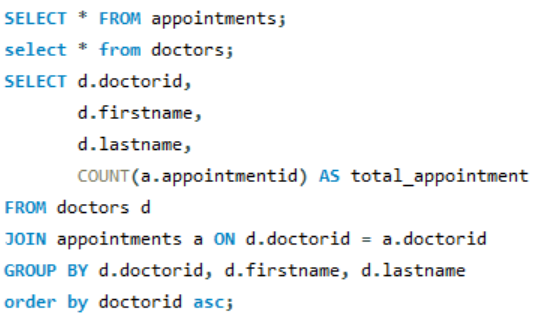 SELECT * FROM appointments;
select * from doctors;
SELECT d.doctorid,
d.firstname,
d.lastname,
COUNT(a.appointmentid) AS total_appointment
FROM doctors d
JOIN appointments a ON d.doctorid = a.doctorid
GROUP BY d.doctorid, d.firstname, d.lastname
order by doctorid asc;